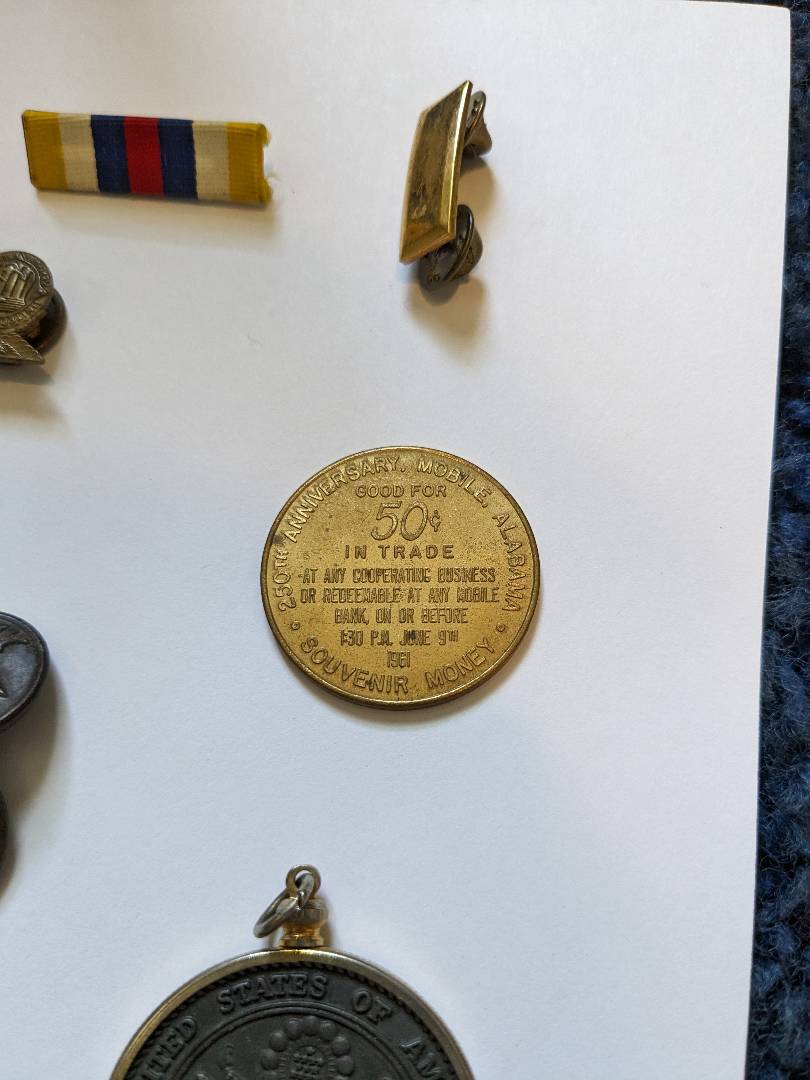 250TH ANNIVERSARY, MOBILE, ALABAMA
GOOD FOR
50¢
IN TRADE
AT ANY COOPERATING BUSINESS
OR REDEEMABLE AT ANY MOBILE
BANK, ON OR BEFORE
1:30 P.M. JUNE 9TH
1961
SOUVENIR MONEY
STATES OF